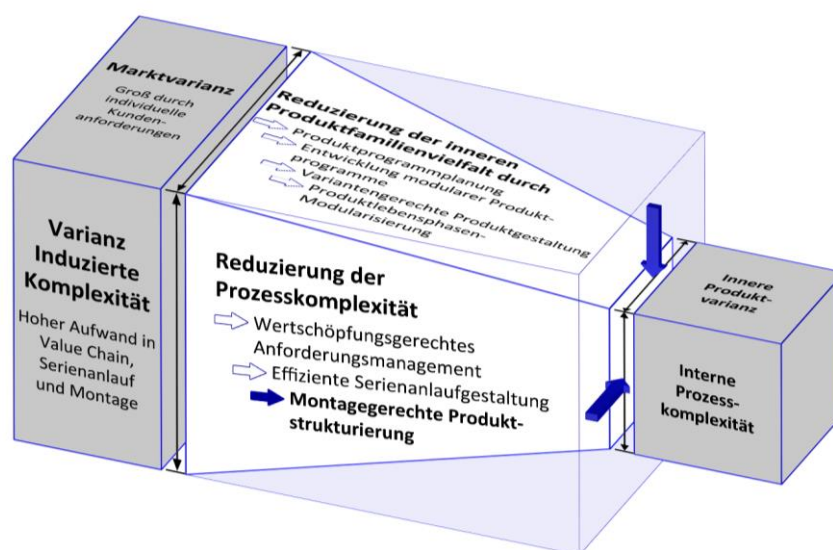 Marktvarianz
Groß durch
individuelle
Kunden-
anforderungen
Varianz
Induzierte
Komplexität
Hoher Aufwand in
Value Chain,
Serienanlauf
und Montage
Reduzierung der inneren
Produktfamilienvielfalt durch
Produktprogrammplanung
Entwicklung modularer Produkt-
programme
Variantengerechte Produktgestaltung
Produktlebensphasen-
Modularisierung
Reduzierung der
Prozesskomplexität
Wertschöpfungsgerechtes
Anforderungsmanagement
Effiziente Serienanlaufgestaltung
Montagegerechte Produkt-
strukturierung
Innere
Produkt-
varianz
Interne
Prozess-
komplexität